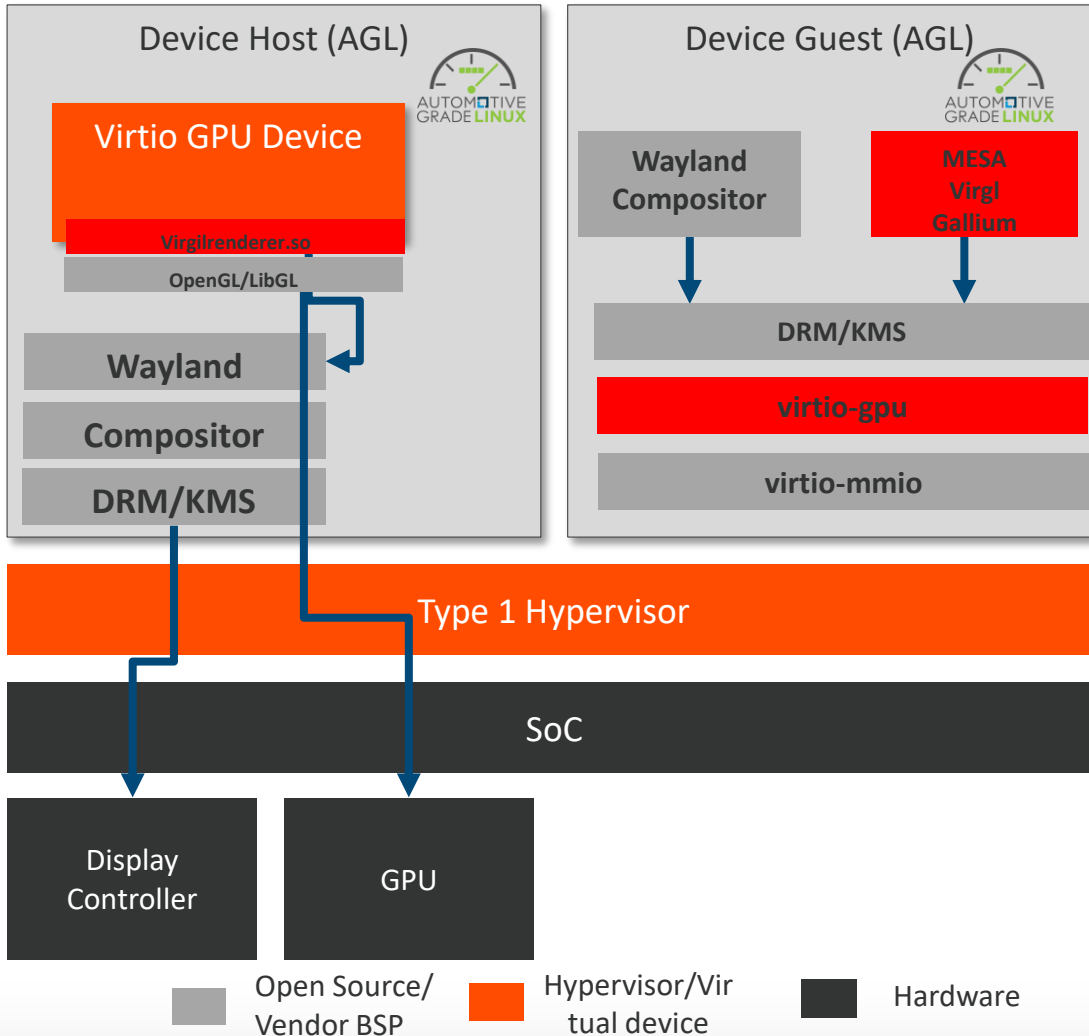 Device Host (AGL)
AUTOMOTIVE
GRADE LINUX
Virtio GPU Device
Virgilrenderer.so
OpenGL/LibGL
Wayland
Compositor
DRM/KMS
Device Guest (AGL)
AUTOMOTIVE
GRADE LINUX
Wayland
Compositor
MESA
Virgl
Gallium
DRM/KMS
virtio-gpu
virtio-mmio
Type 1 Hypervisor
SoC
Display
Controller
GPU
Open Source/
Vendor BSP
Hypervisor/Vir
tual device
Hardware